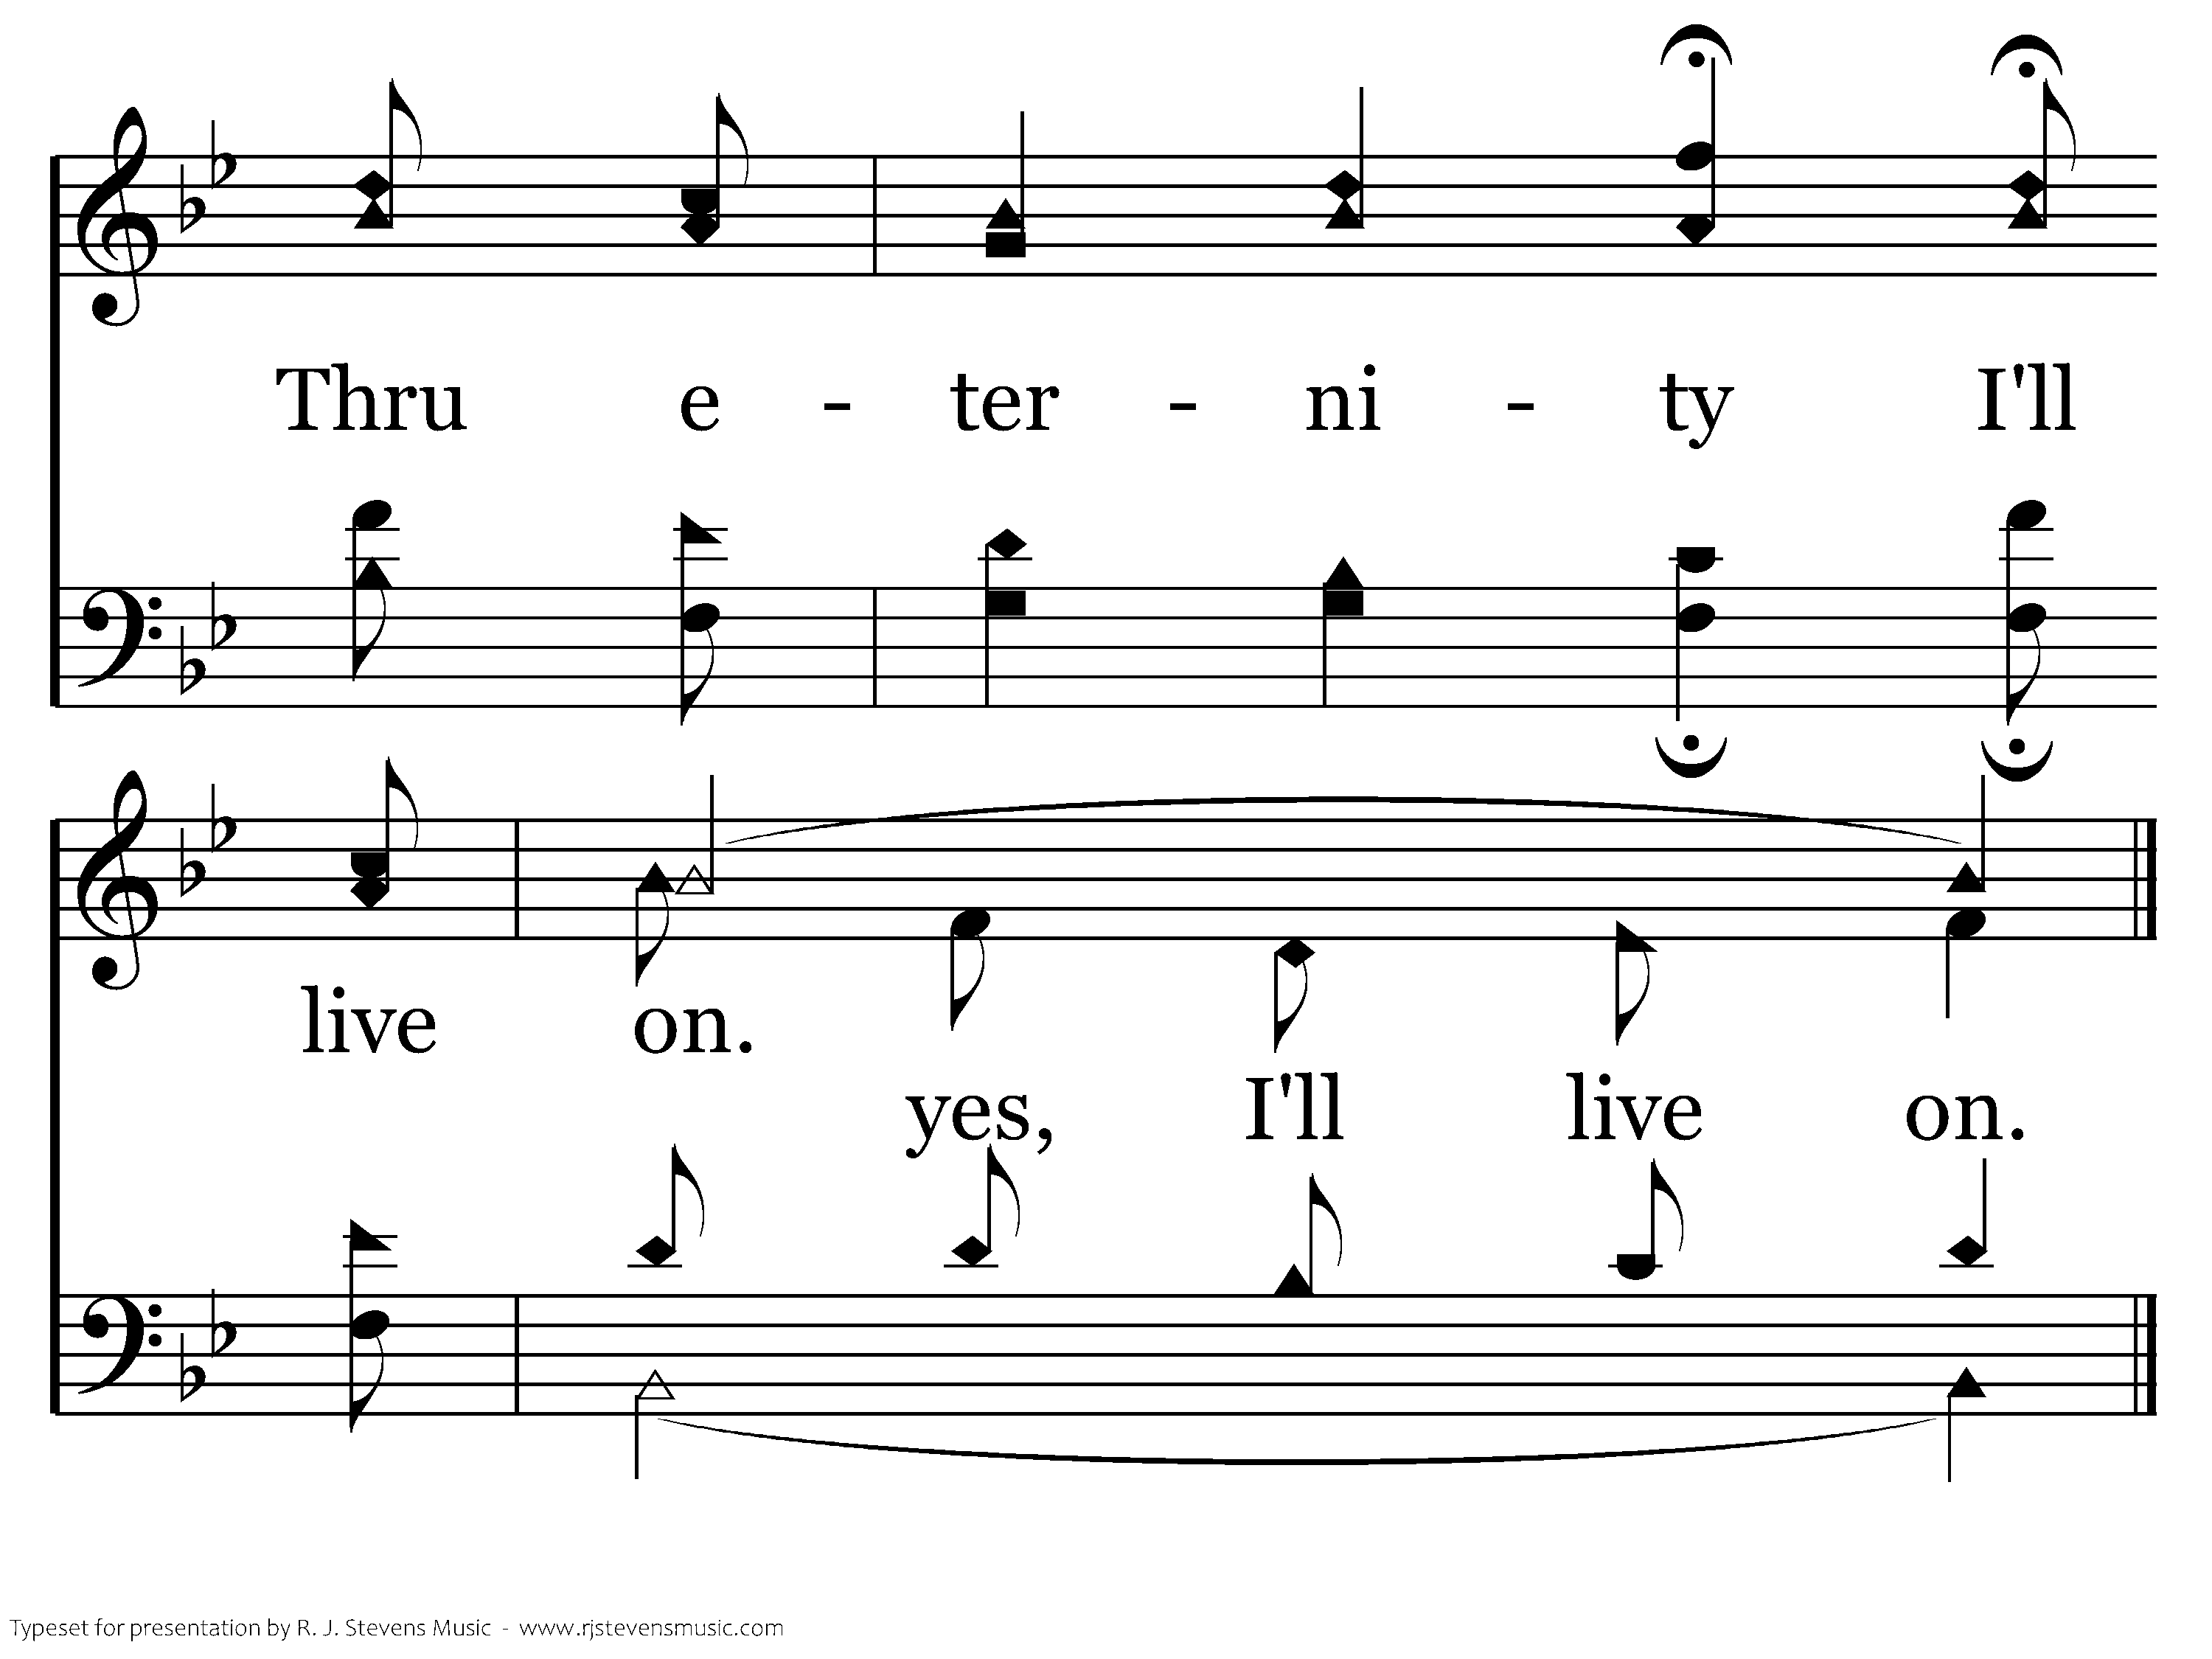 Thru e - ter - ni - ty I'll
live on.
yes, I'll live on.
Typeset for presentation by R. J. Stevens Music - www.rjstevensmusic.com